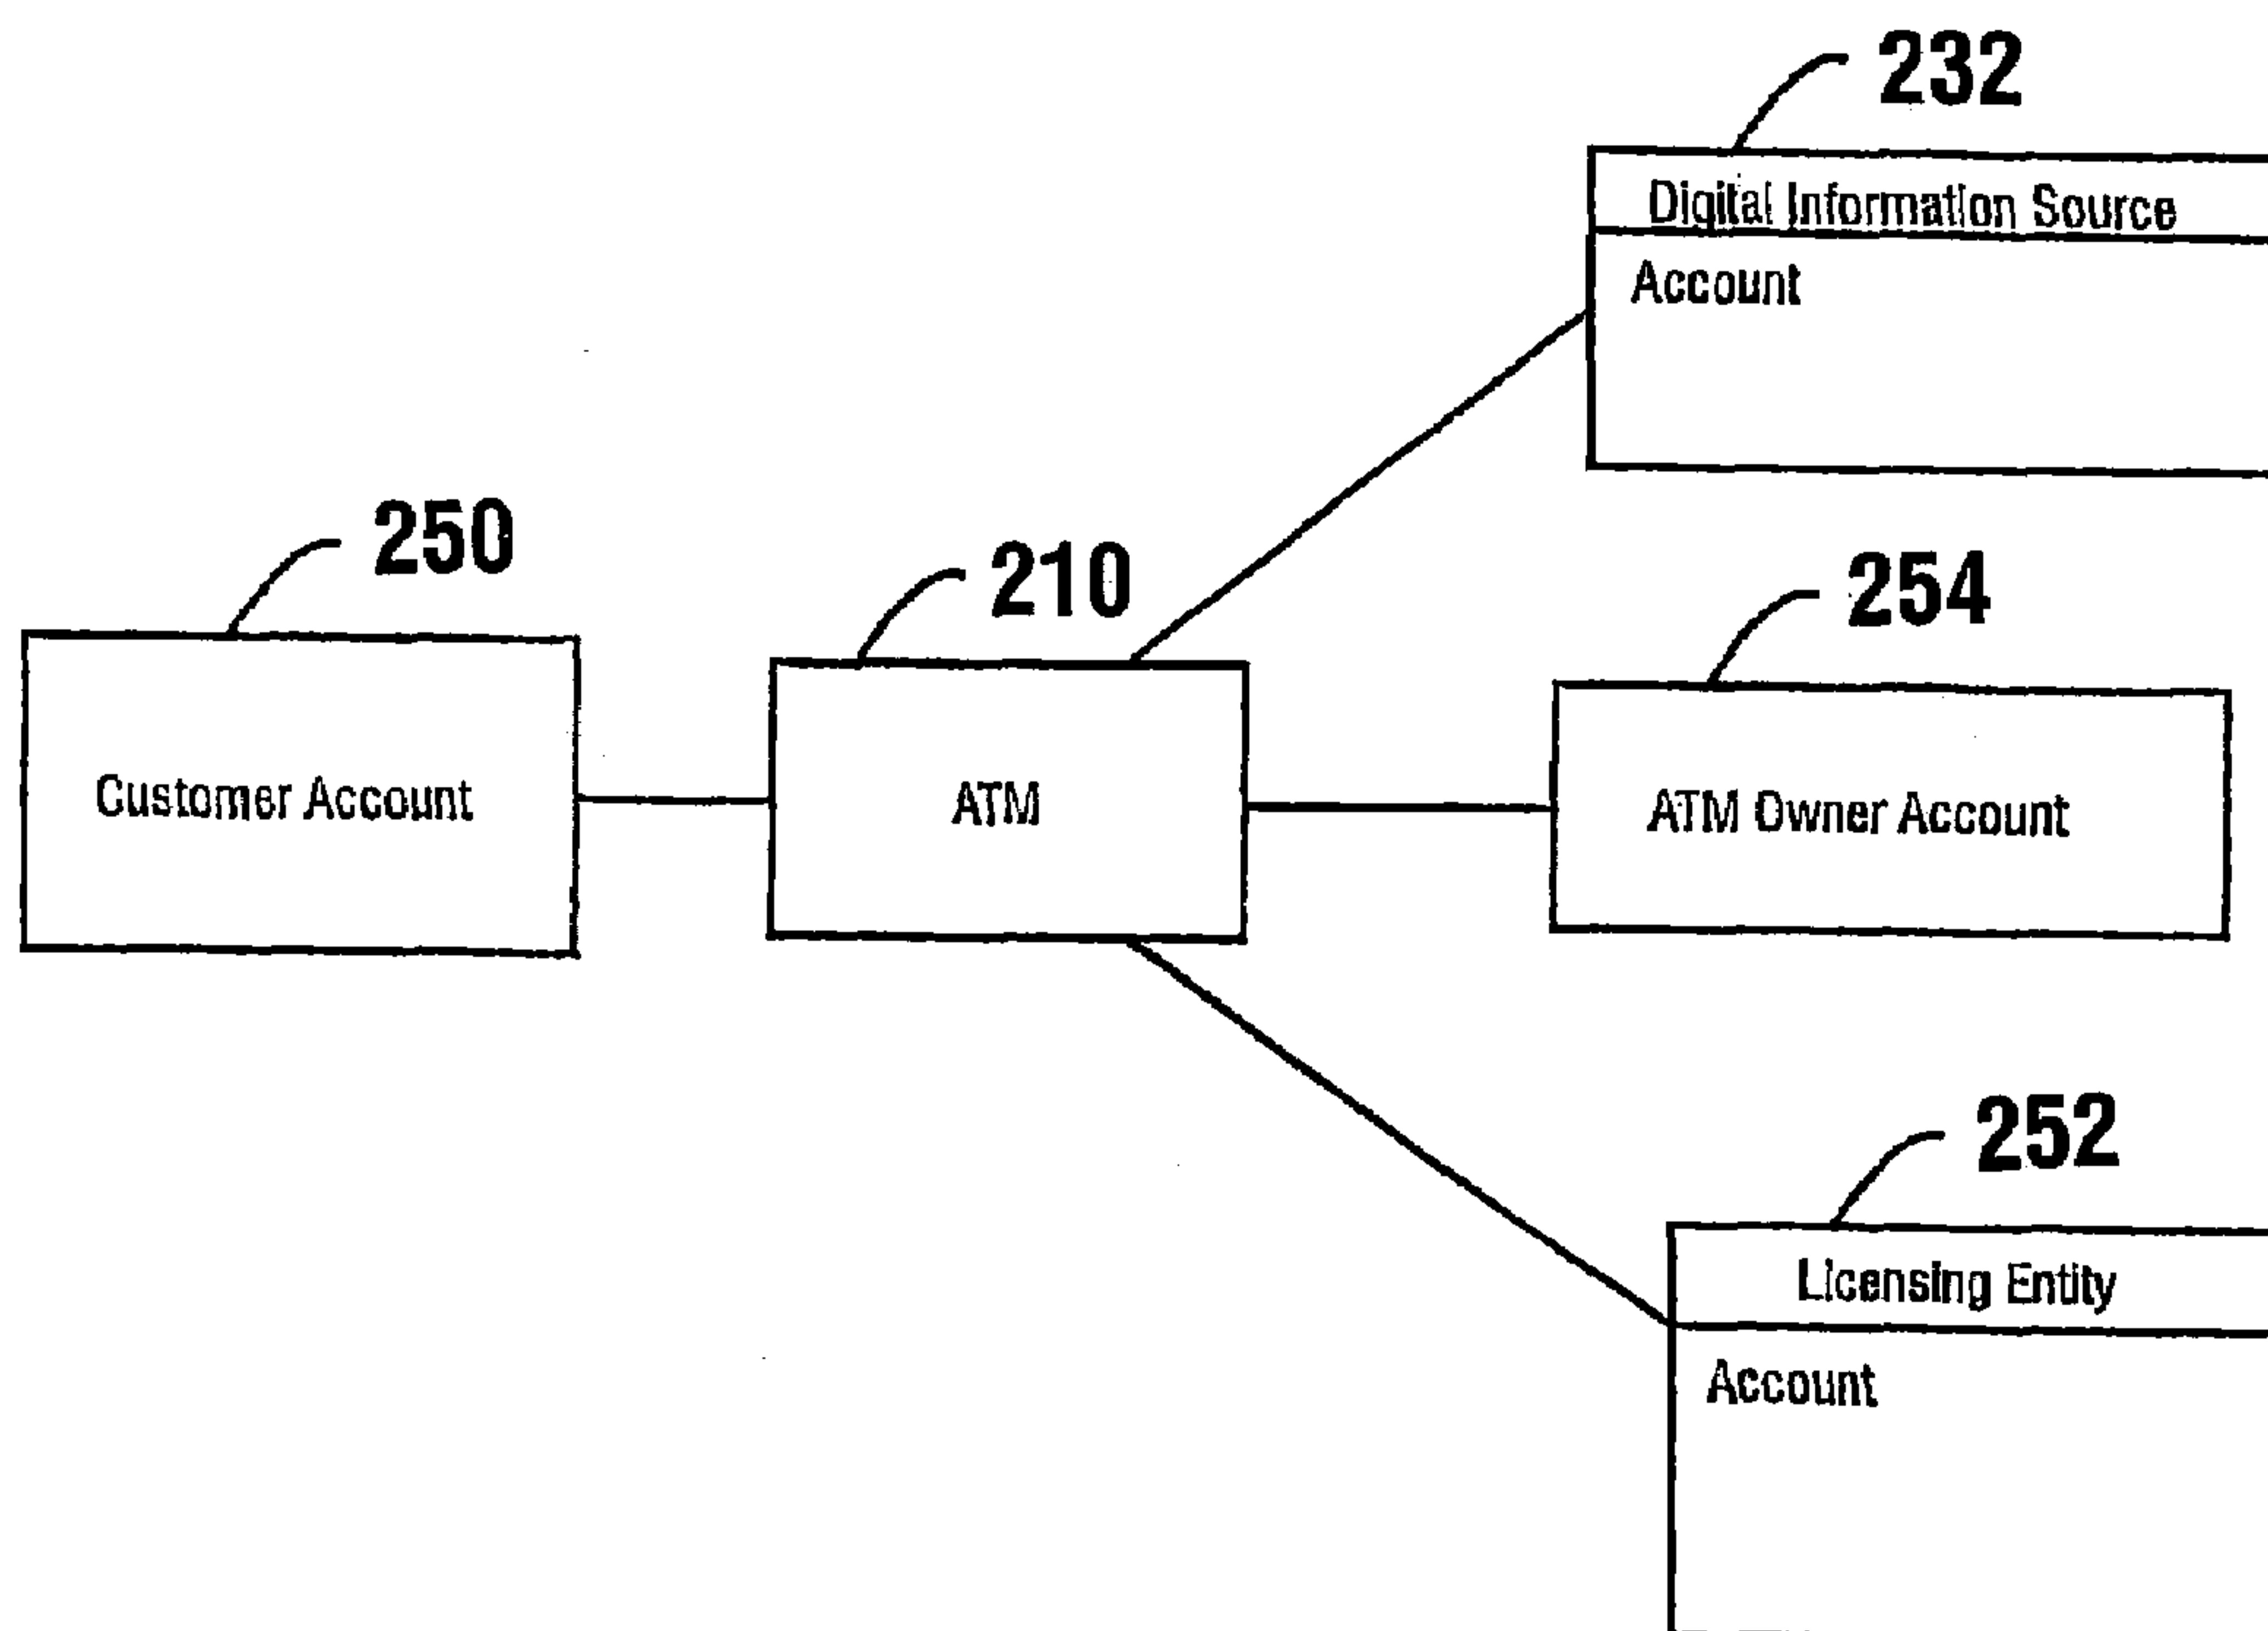 232
Digital Information Source
Account
250
210
254
Customer Account
ATM
ATM Owner Account
252
Licensing Entity
Account